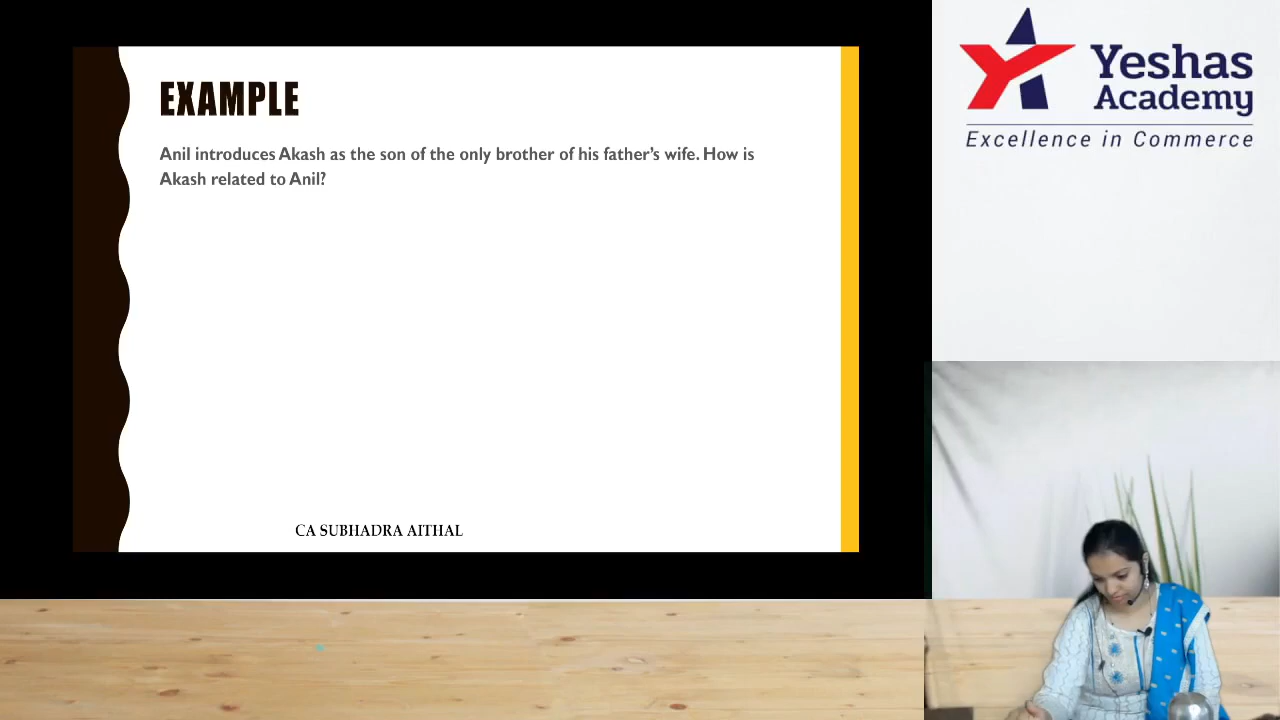 EXAMPLE
Anil introduces Akash as the son of the only brother of his father's wife. How is
Akash related to Anil?
CA SUBHADRA AITHAL
Yeshas
Academy
Excellence in Commerce